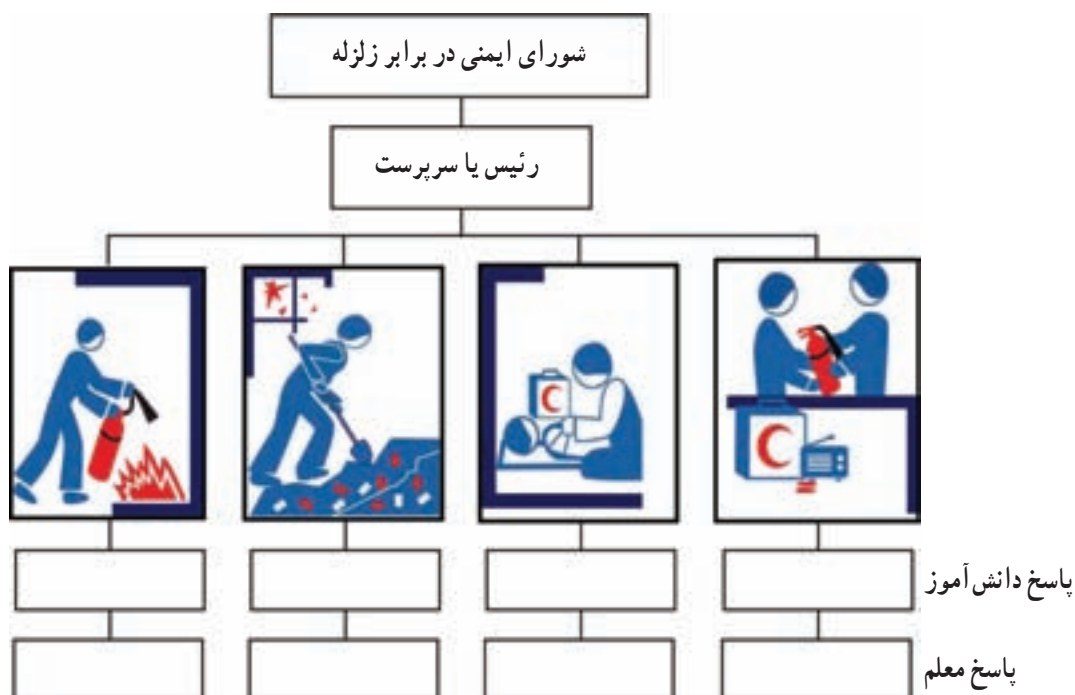 شورای ایمنی در برابر زلزله
رئیس یا سرپرست
پاسخ دانش‌آموز
پاسخ معلم